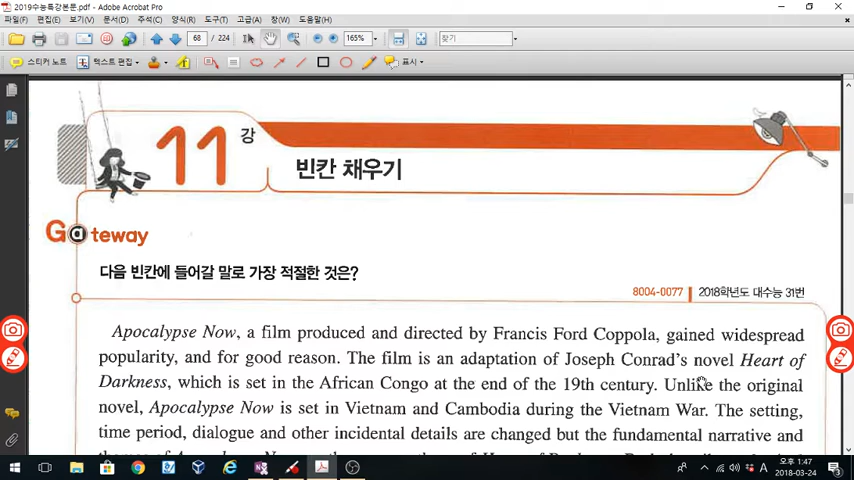 2019수능특강본문.pdf - Adobe Acrobat Pro
파일(F) 편집(E) 보기(V) 문서(D) 주석(C) 양식(R) 도구(T) 고급(A) 창(W) 도움말(H)
68 / 224 165% 찾기
스티커 노트 텍스트 편집 표시
11강
빈칸 채우기
Gateway
다음 빈칸에 들어갈 말로 가장 적절한 것은?
8004-0077 2018학년도 대수능 31번
Apocalypse Now, a film produced and directed by Francis Ford Coppola, gained widespread
popularity, and for good reason. The film is an adaptation of Joseph Conrad's novel Heart of
Darkness, which is set in the African Congo at the end of the 19th century. Unlike the original
novel, Apocalypse Now is set in Vietnam and Cambodia during the Vietnam War. The setting,
time period, dialogue and other incidental details are changed but the fundamental narrative and
A 오후 1:47
2018-03-24